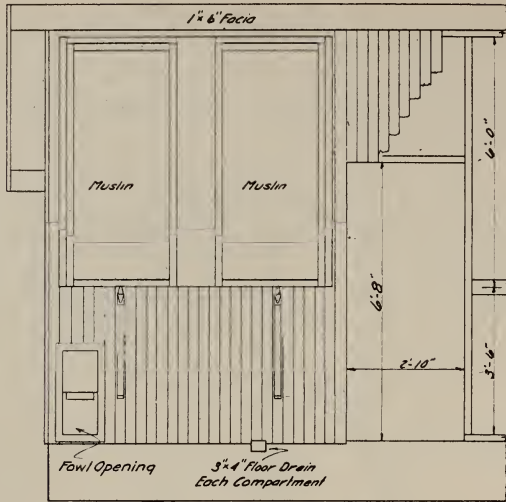 1"x 6" Facia
Muslin
Muslin
6'-0"
6'-8"
2'-10"
3'-6"
Fowl Opening
3"x 4" Floor Drain
Each Compartment